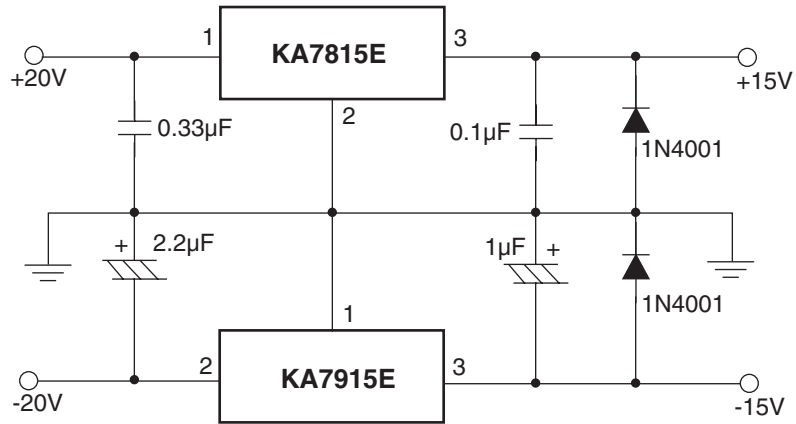 1
KA7815E
3
+20V
+15V
2
0.33µF
0.1µF
1N4001
+
2.2µF
1µF
+
1N4001
1
2
KA7915E
3
-20V
-15V